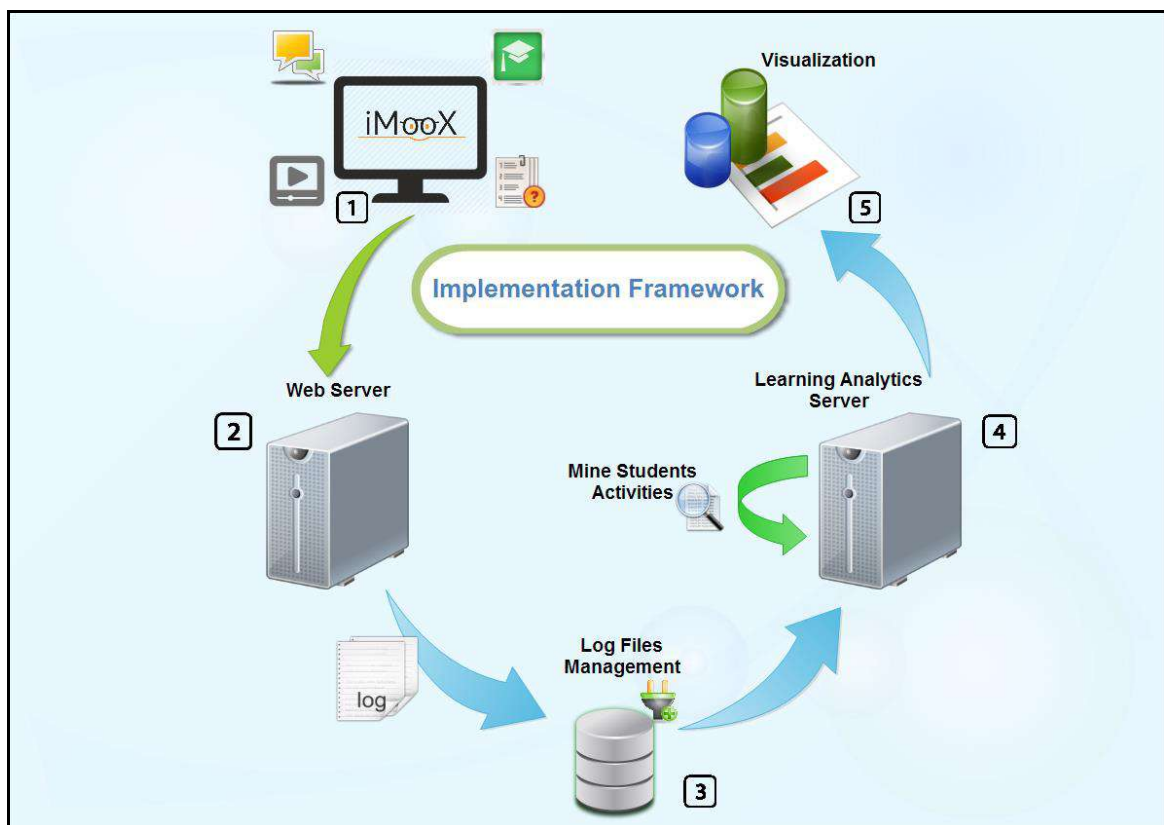 iMooX
1
Visualization
5
Implementation Framework
Web Server
2
Learning Analytics
Server
4
Mine Students
Activities
log
Log Files
Management
3